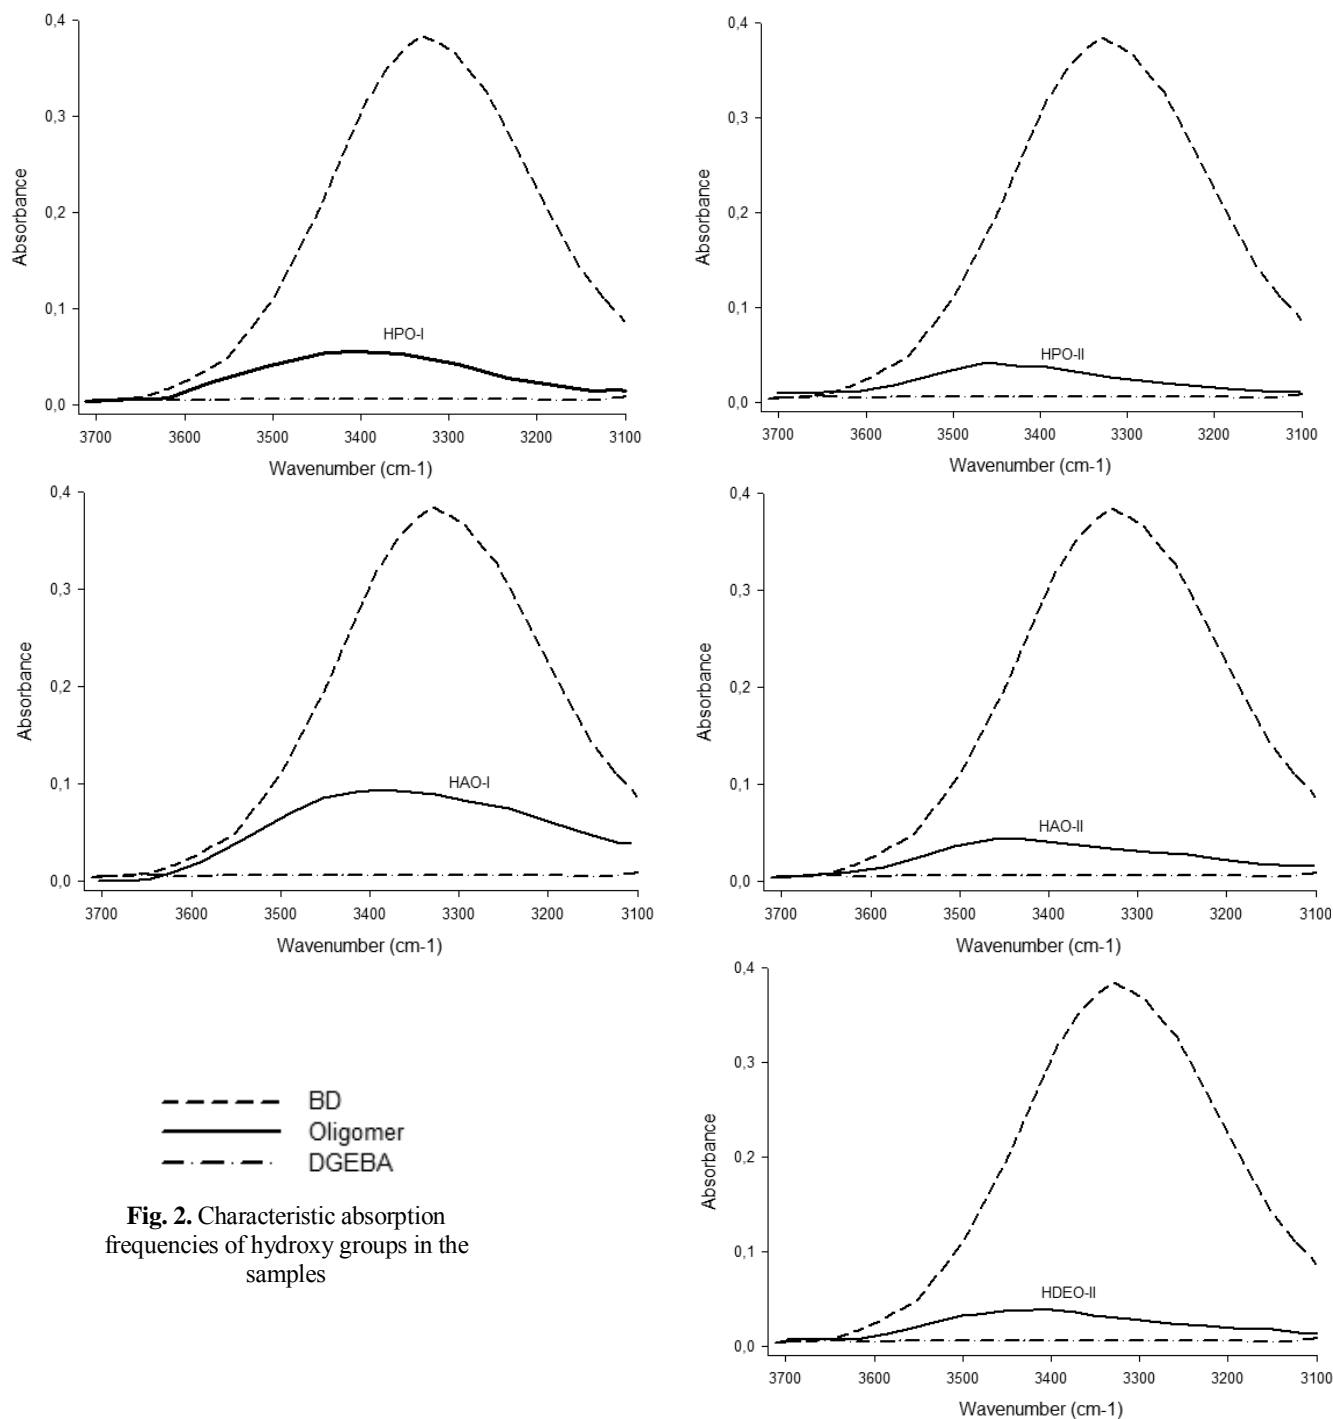 0,4
0,3
0,2
0,1
0,0
Absorbance
HPO-I
3700 3600 3500 3400 3300 3200 3100
Wavenumber (cm-1)
0,4
0,3
0,2
0,1
0,0
Absorbance
HPO-II
3700 3600 3500 3400 3300 3200 3100
Wavenumber (cm-1)
0,4
0,3
0,2
0,1
0,0
Absorbance
HAO-I
3700 3600 3500 3400 3300 3200 3100
Wavenumber (cm-1)
0,4
0,3
0,2
0,1
0,0
Absorbance
HAO-II
3700 3600 3500 3400 3300 3200 3100
Wavenumber (cm-1)
BD
Oligomer
DGEBA
Fig. 2. Characteristic absorption
frequencies of hydroxy groups in the
samples
0,4
0,3
0,2
0,1
0,0
Absorbance
HDEO-II
3700 3600 3500 3400 3300 3200 3100
Wavenumber (cm-1)